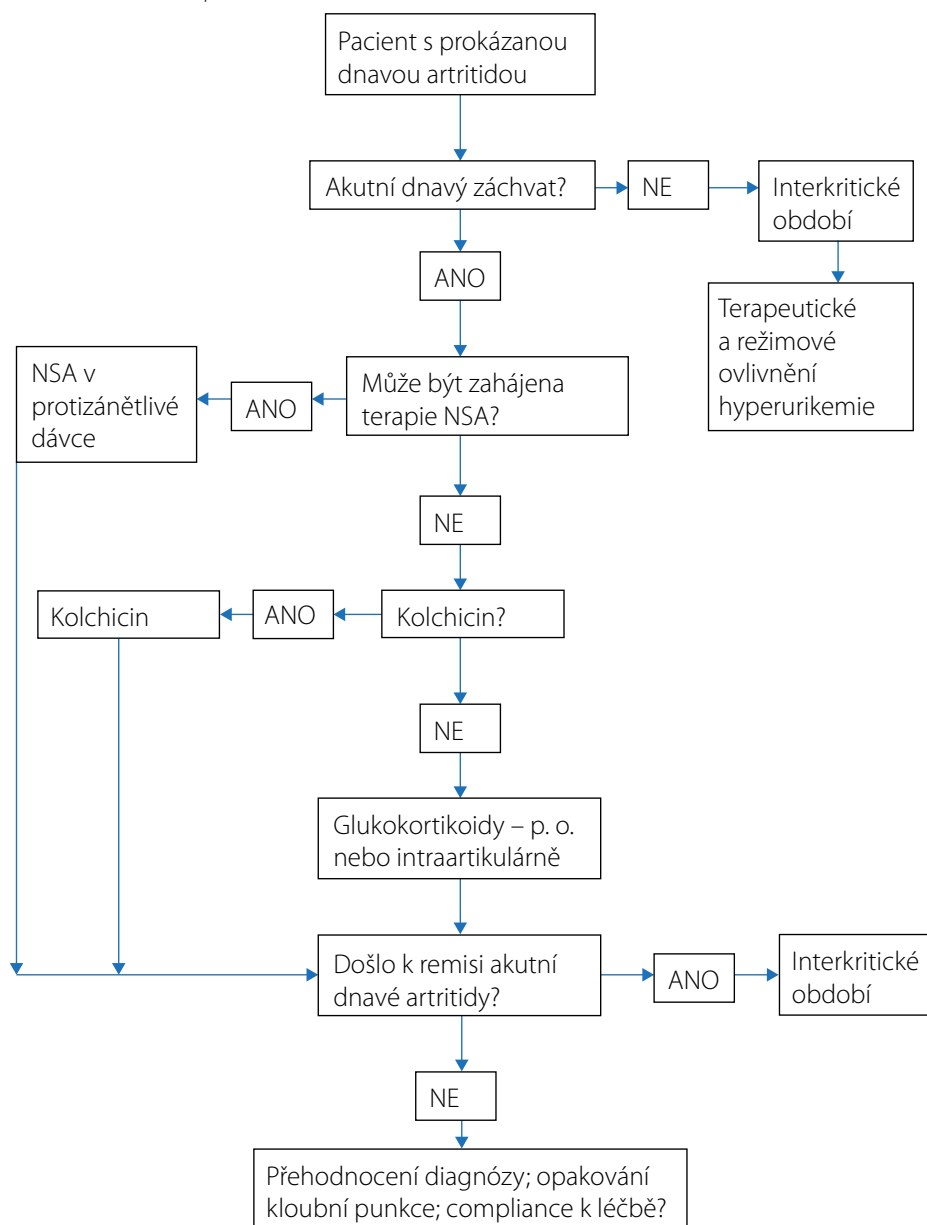 Pacient s prokázanou
dnavou artritidou
Akutní dnavý záchvat?
NE
Interkritické
období
ANO
Terapeutické
a režimové
ovlivnění
hyperurikemie
NSA v
protizánětlivé
dávce
ANO
Může být zahájena
terapie NSA?
NE
Kolchicin
ANO
Kolchicin?
NE
Glukokortikoidy – p. o.
nebo intraartikulárně
Došlo k remisi akutní
dnavé artritidy?
ANO
Interkritické
období
NE
Přehodnocení diagnózy; opakování
kloubní punkce; compliance k léčbě?